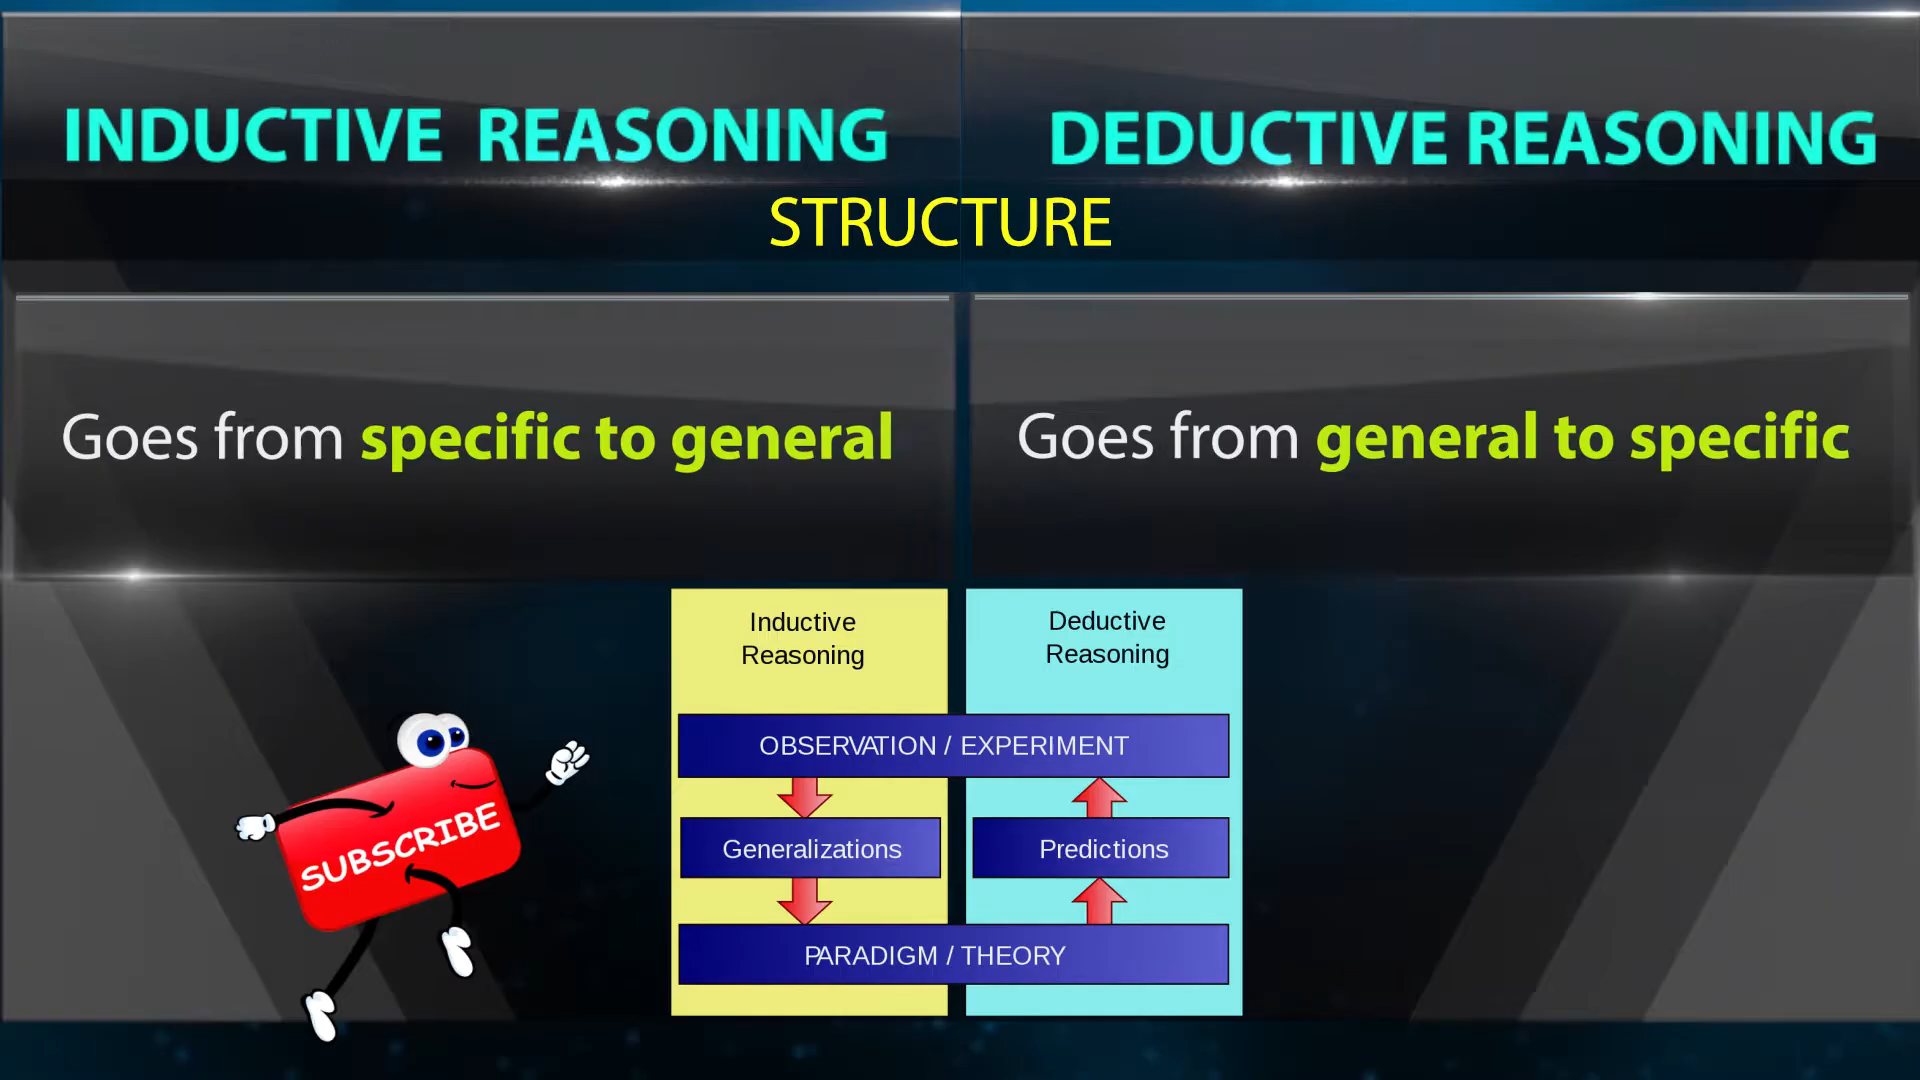 INDUCTIVE REASONING
DEDUCTIVE REASONING
STRUCTURE
Goes from specific to general
Goes from general to specific
Inductive
Reasoning
Deductive
Reasoning
OBSERVATION / EXPERIMENT
Generalizations
Predictions
PARADIGM / THEORY
SUBSCRIBE